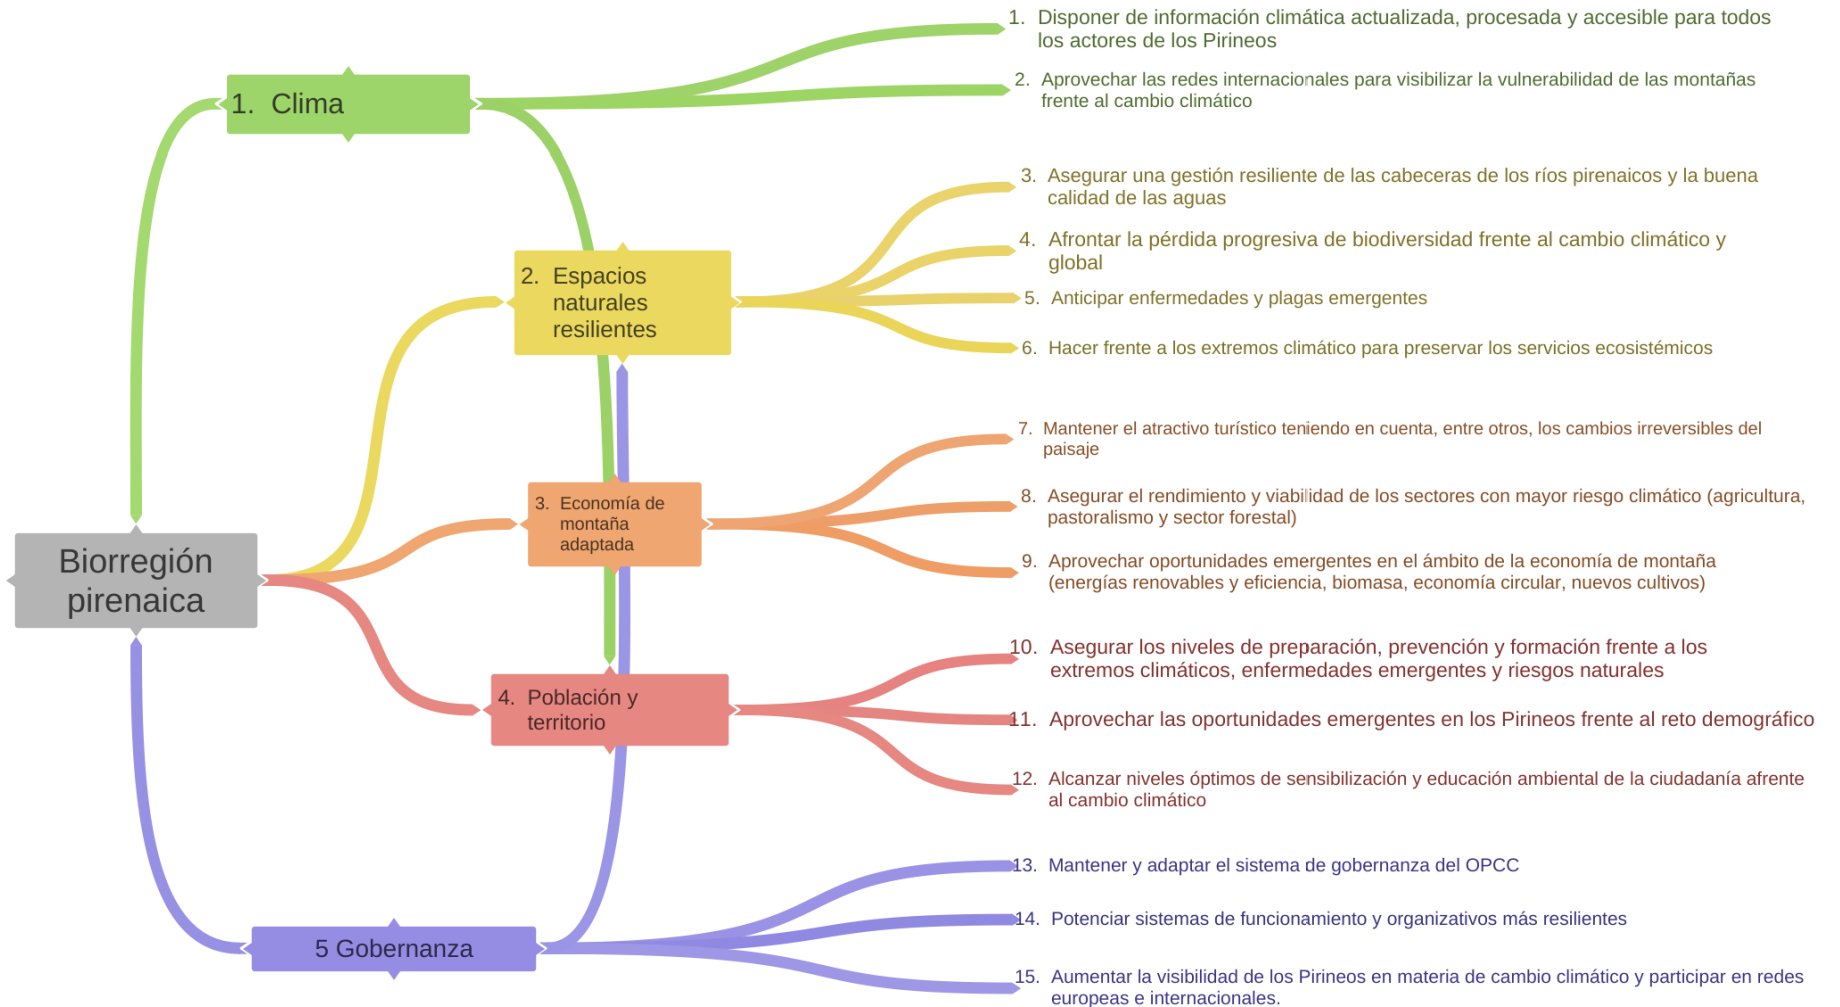 1. Disponer de información climática actualizada, procesada y accesible para todos
los actores de los Pirineos
1. Clima
2. Aprovechar las redes internacionales para visibilizar la vulnerabilidad de las montañas
frente al cambio climático
3. Asegurar una gestión resiliente de las cabeceras de los ríos pirenaicos y la buena
calidad de las aguas
4. Afrontar la pérdida progresiva de biodiversidad frente al cambio climático y
global
2. Espacios
naturales
resilientes
5. Anticipar enfermedades y plagas emergentes
6. Hacer frente a los extremos climático para preservar los servicios ecosistémicos
7. Mantener el atractivo turístico teniendo en cuenta, entre otros, los cambios irreversibles del
paisaje
3. Economía de
montaña
adaptada
8. Asegurar el rendimiento y viabilidad de los sectores con mayor riesgo climático (agricultura,
pastoralismo y sector forestal)
9. Aprovechar oportunidades emergentes en el ámbito de la economía de montaña
(energías renovables y eficiencia, biomasa, economía circular, nuevos cultivos)
Biorregión
pirenaica
10. Asegurar los niveles de preparación, prevención y formación frente a los
extremos climáticos, enfermedades emergentes y riesgos naturales
4. Población y
territorio
11. Aprovechar las oportunidades emergentes en los Pirineos frente al reto demográfico
12. Alcanzar niveles óptimos de sensibilización y educación ambiental de la ciudadanía afrente
al cambio climático
13. Mantener y adaptar el sistema de gobernanza del OPCC
14. Potenciar sistemas de funcionamiento y organizativos más resilientes
5 Gobernanza
15. Aumentar la visibilidad de los Pirineos en materia de cambio climático y participar en redes
europeas e internacionales.